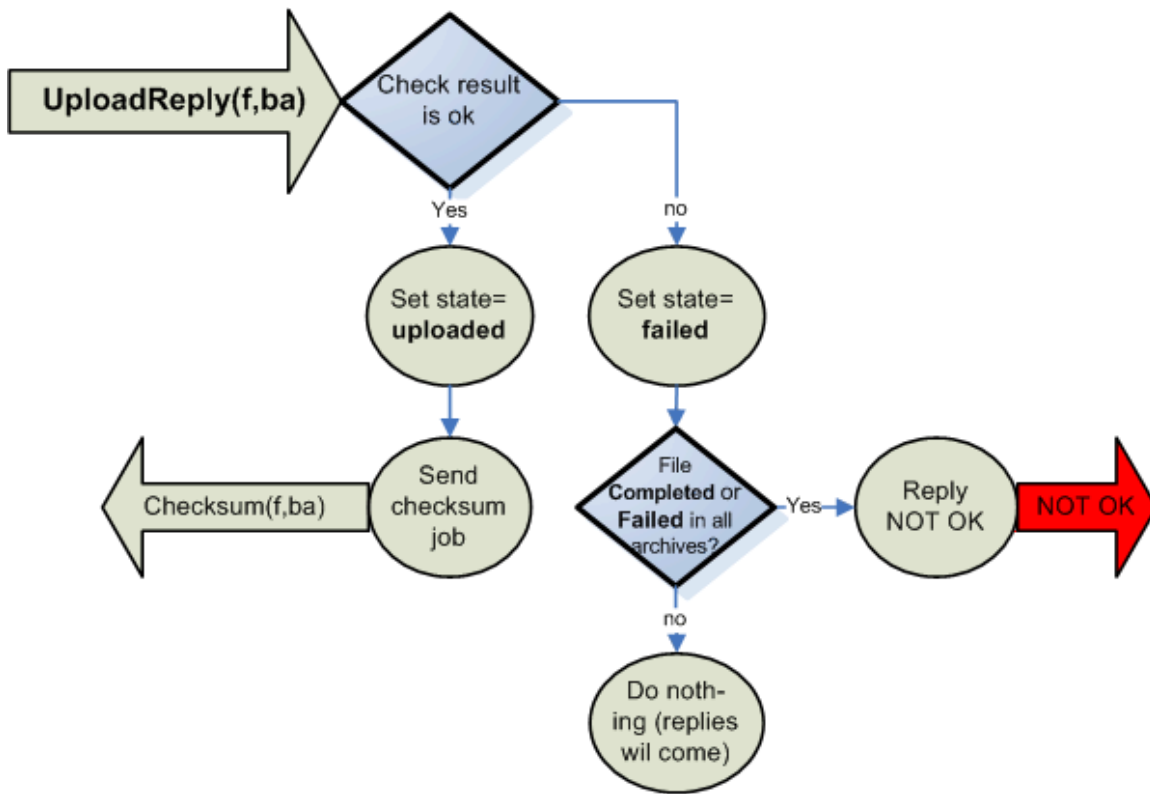 UploadReply(f,ba)
Check result
is ok
Yes
no
Set state=
uploaded
Set state=
failed
Checksum(f,ba)
Send
checksum
job
File
Completed or
Failed in all
archives?
Yes
Reply
NOT OK
NOT OK
no
Do noth-
ing (replies
wil come)